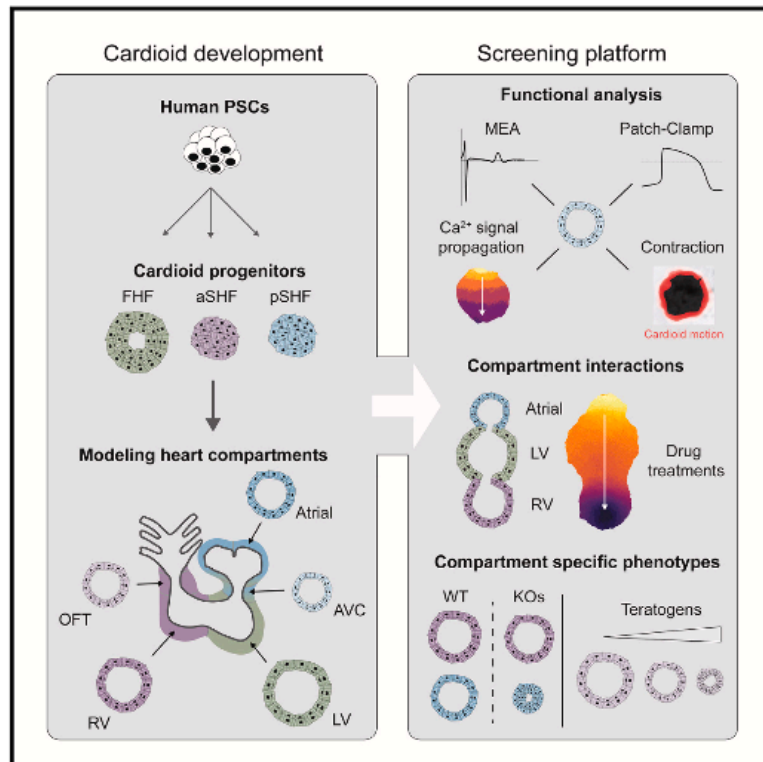 Cardioid development
Human PSCs
Cardioid progenitors
FHF aSHF pSHF
Modeling heart compartments
Atrial
OFT
AVC
RV
LV
Screening platform
Functional analysis
MEA
Patch-Clamp
Ca²⁺ signal
propagation
Contraction
Cardioid motion
Compartment interactions
Atrial
LV
RV
Drug
treatments
Compartment specific phenotypes
WT
KOs
Teratogens